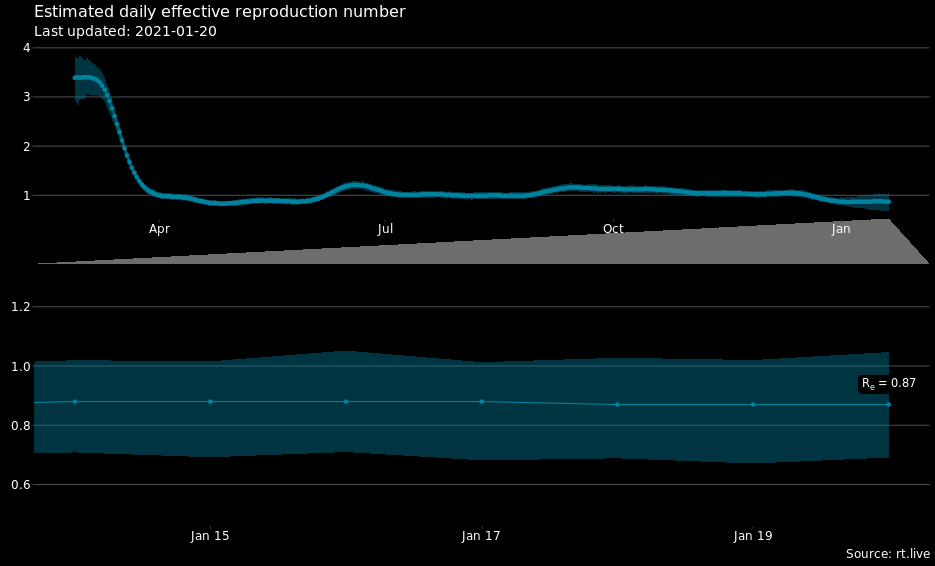 Estimated daily effective reproduction number
Last updated: 2021-01-20
4
3
2
1
Apr Jul Oct Jan
1.2
1.0
0.8
0.6
Re = 0.87
Jan 15 Jan 17 Jan 19
Source: rt.live